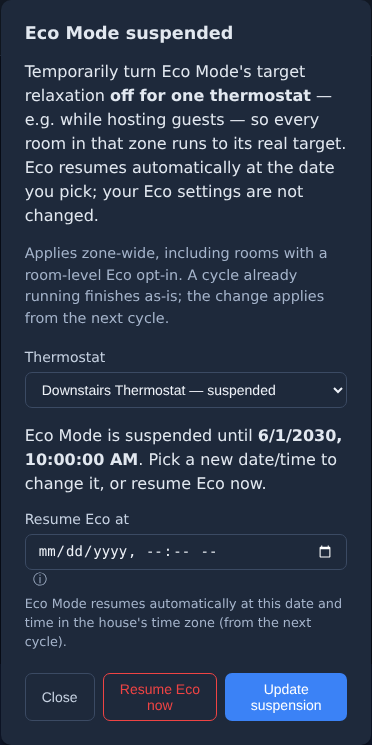 Eco Mode suspended
Temporarily turn Eco Mode's target
relaxation off for one thermostat —
e.g. while hosting guests — so every
room in that zone runs to its real target.
Eco resumes automatically at the date
you pick; your Eco settings are not
changed.
Applies zone-wide, including rooms with a
room-level Eco opt-in. A cycle already
running finishes as-is; the change applies
from the next cycle.
Thermostat
Downstairs Thermostat — suspended
Eco Mode is suspended until 6/1/2030,
10:00:00 AM. Pick a new date/time to
change it, or resume Eco now.
Resume Eco at
mm/dd/yyyy, --:-- --
ⓘ
Eco Mode resumes automatically at this date and
time in the house's time zone (from the next
cycle).
Close
Resume Eco
now
Update
suspension